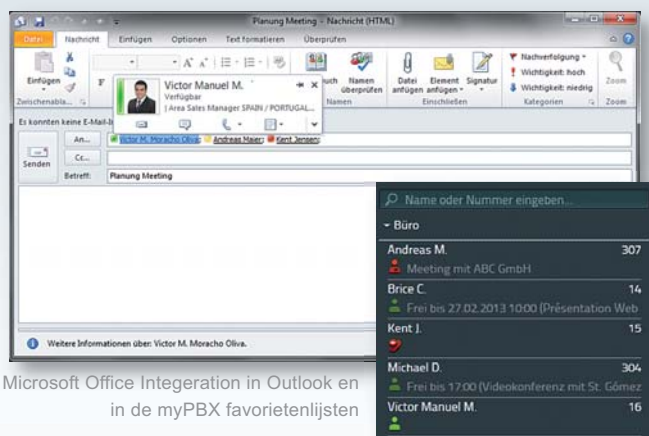 Planung Meeting – Nachricht (HTML)
Datei Nachricht Einfügen Optionen Text formatieren Überprüfen
Einfügen
F
Zwischenabla...
Namen überprüfen
Namen
Datei anfügen
Element anfügen
Signatur
Einschließen
Nachverfolgung
Wichtigkeit: hoch
Wichtigkeit: niedrig
Kategorien
Zoom
Zoom
Victor Manuel M.
Verfügbar
| Area Sales Manager SPAIN / PORTUGAL...
Es konnten keine E-Mail-
Senden
An... Victor M. Moracho Oliva; Andreas Maier; Kent Jensen;
Cc...
Betreff: Planung Meeting
Weitere Informationen über: Victor M. Moracho Oliva.
Name oder Nummer eingeben...
Büro
Andreas M. 307
Meeting mit ABC GmbH
Brice C. 14
Frei bis 27.02.2013 10:00 (Présentation Web
Kent J. 15
Michael D. 304
Frei bis 17:00 (Videokonferenz mit St. Gómez
Victor Manuel M. 16
Microsoft Office Integeration in Outlook en
in de myPBX favorietenlijsten